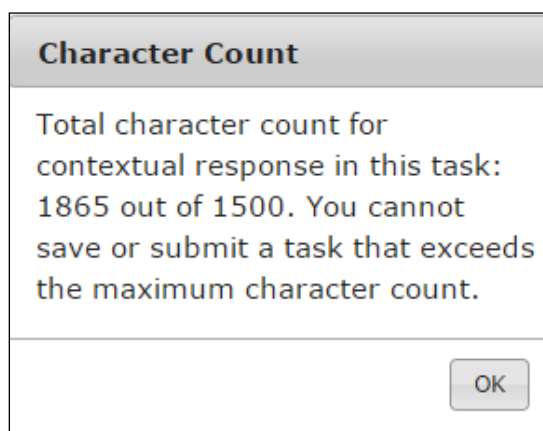 Character Count
Total character count for
contextual response in this task:
1865 out of 1500. You cannot
save or submit a task that exceeds
the maximum character count.
OK